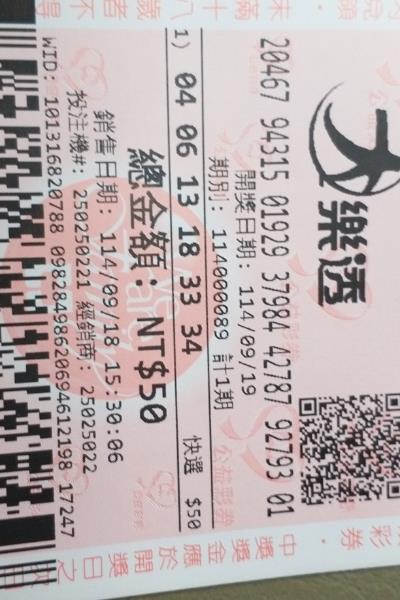 大樂透
20467 94315 01929 37984 42787 92793 01
開獎日期: 114/09/19
期別: 114000089 計1期
1) 04 06 13 18 33 34 快選 $50
總金額: NT$50
銷售日期: 114/09/18 15:30:06
投注機#: 250250221 經銷商: 25025022
WID: 101316820788 09828498620694612198 17247